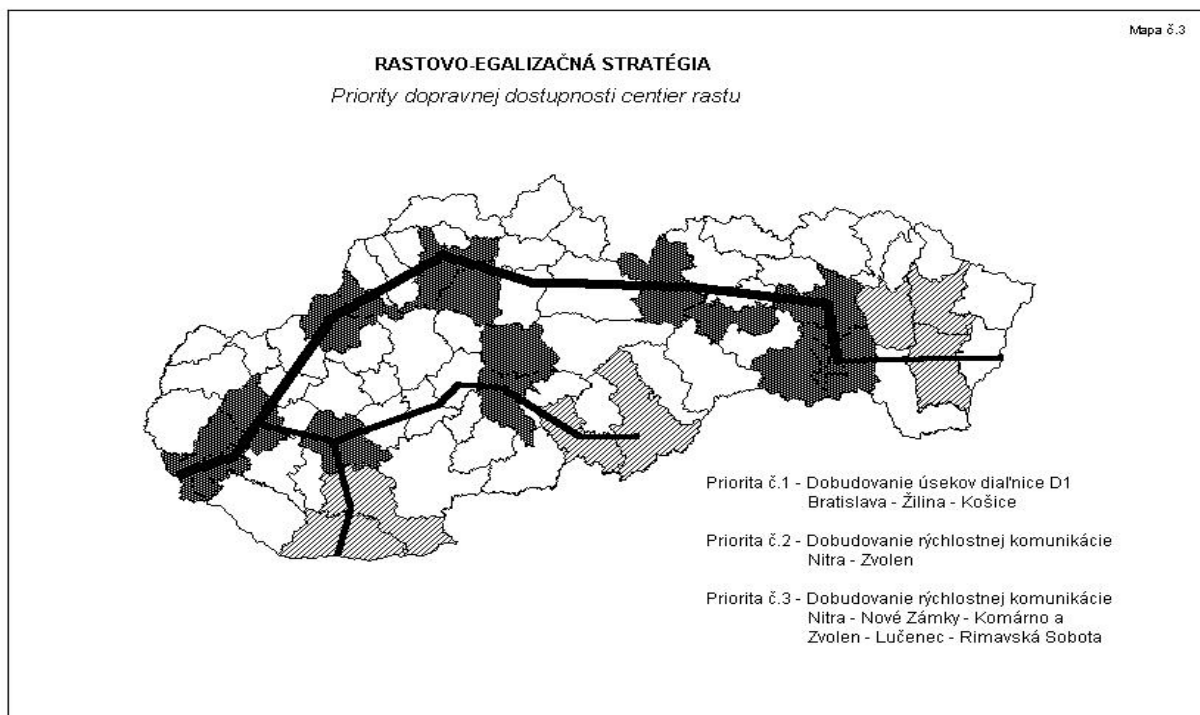 Mapa č.3
RASTOVO-EGALIZAČNÁ STRATÉGIA
Priority dopravnej dostupnosti centier rastu
Priorita č.1 - Dobudovanie úsekov diaľnice D1
Bratislava - Žilina - Košice
Priorita č.2 - Dobudovanie rýchlostnej komunikácie
Nitra - Zvolen
Priorita č.3 - Dobudovanie rýchlostnej komunikácie
Nitra - Nové Zámky - Komárno a
Zvolen - Lučenec - Rimavská Sobota